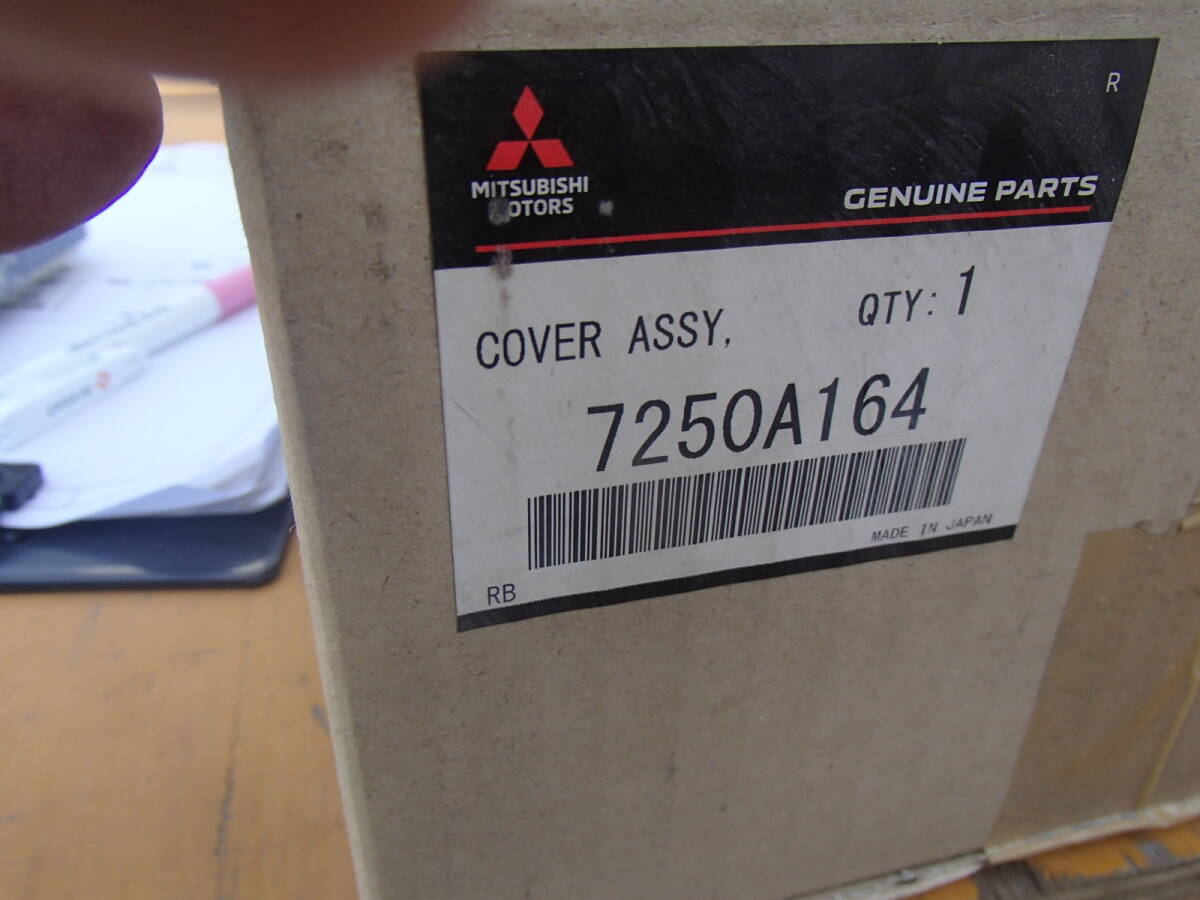 R
MITSUBISHI
MOTORS
GENUINE PARTS
COVER ASSY,
QTY: 1
7250A164
MADE IN JAPAN
RB